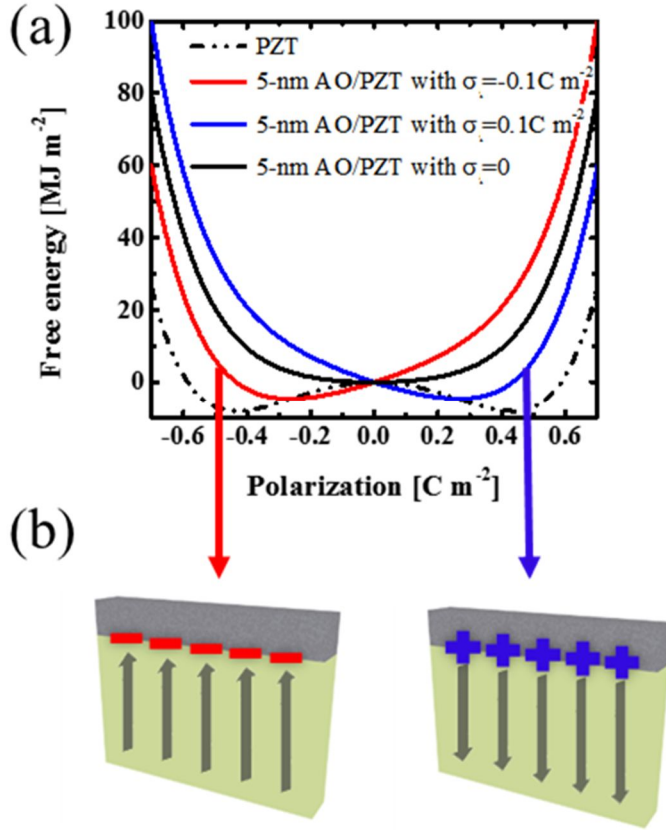 (a)
PZT
5-nm AO/PZT with σᵢ=-0.1C m⁻²
5-nm AO/PZT with σᵢ=0.1C m⁻²
5-nm AO/PZT with σᵢ=0
Free energy [MJ m⁻²]
100
80
60
40
20
0
-0.6 -0.4 -0.2 0.0 0.2 0.4 0.6
Polarization [C m⁻²]
(b)